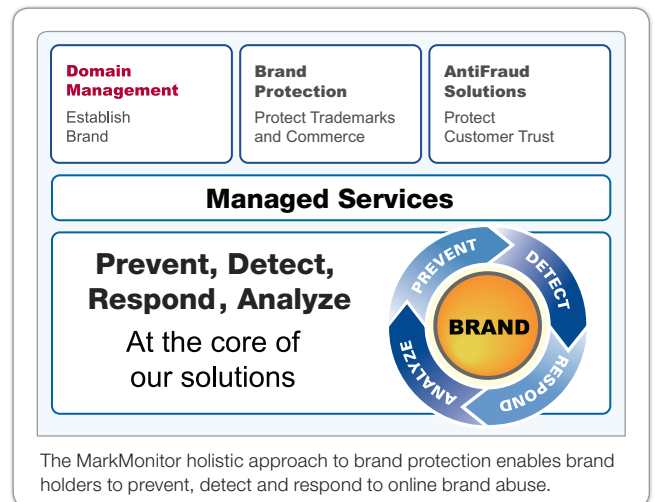 Domain
Management
Establish
Brand
Brand
Protection
Protect Trademarks
and Commerce
AntiFraud
Solutions
Protect
Customer Trust
Managed Services
Prevent, Detect,
Respond, Analyze
At the core of
our solutions
PREVENT
DETECT
RESPOND
ANALYZE
BRAND
The MarkMonitor holistic approach to brand protection enables brand
holders to prevent, detect and respond to online brand abuse.